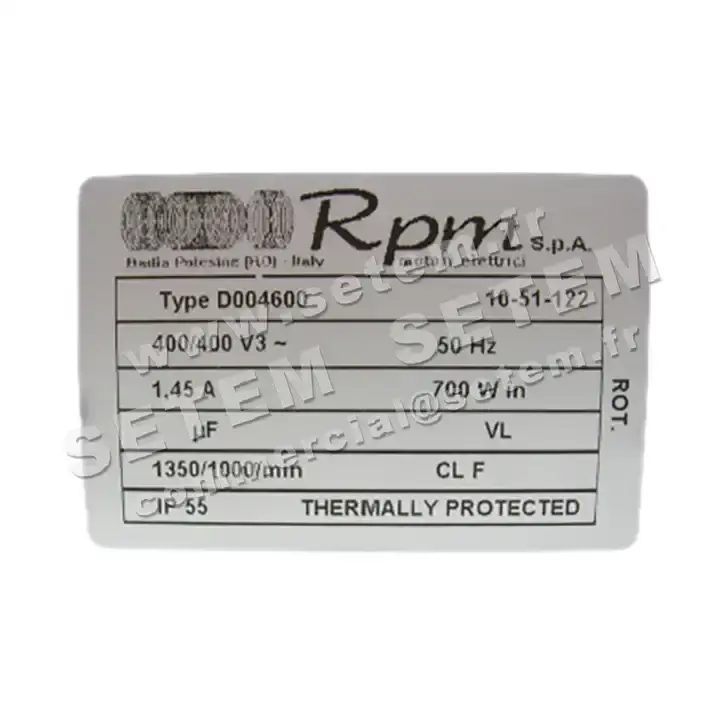 Rpm S.p.A.
Badia Polesine (RO) - Italy motori elettrici
Type D004600 10-51-122
400/400 V3 ~ 50 Hz
1,45 A 700 W in
µF VL
1350/1000/min CL F
IP 55 THERMALLY PROTECTED
ROT.
www.setem.fr
SETEM SETEM
commercial@setem.fr